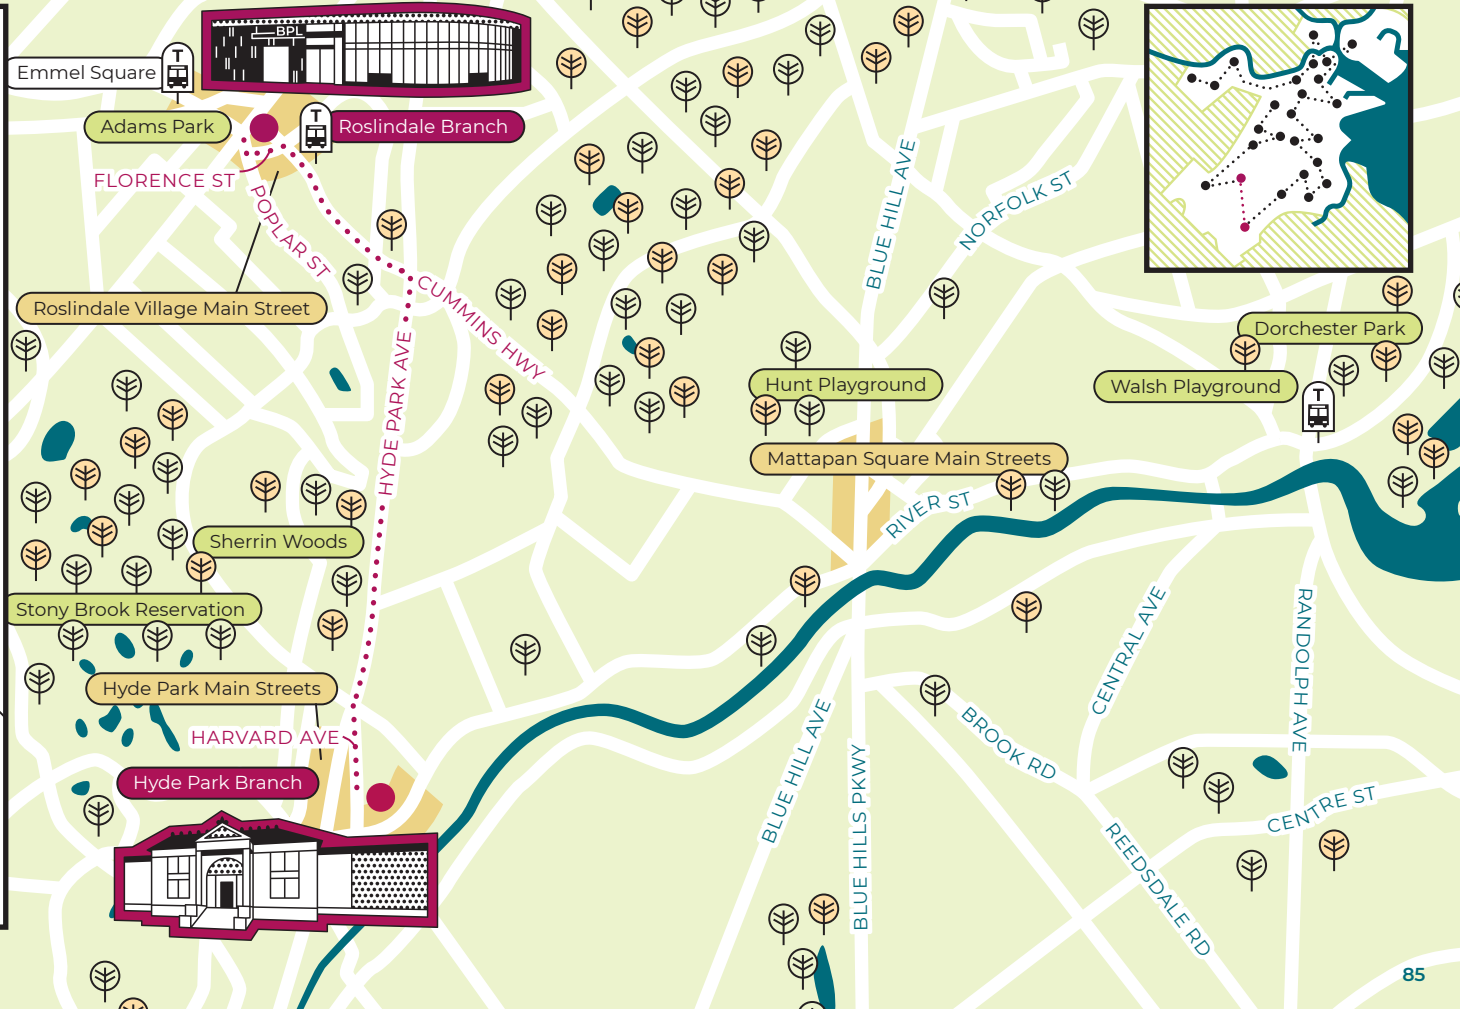 BPL
T
Emmel Square
Adams Park
T
Roslindale Branch
FLORENCE ST
POPLAR ST
BLUE HILL AVE
NORFOLK ST
Roslindale Village Main Street
CUMMINS HWY
HYDE PARK AVE
Dorchester Park
Hunt Playground
Walsh Playground
T
Mattapan Square Main Streets
RIVER ST
Sherrin Woods
Stony Brook Reservation
CENTRAL AVE
RANDOLPH AVE
Hyde Park Main Streets
HARVARD AVE
BLUE HILL AVE
BLUE HILLS PKWY
BROOK RD
Hyde Park Branch
CENTRE ST
REEDSDALE RD
85